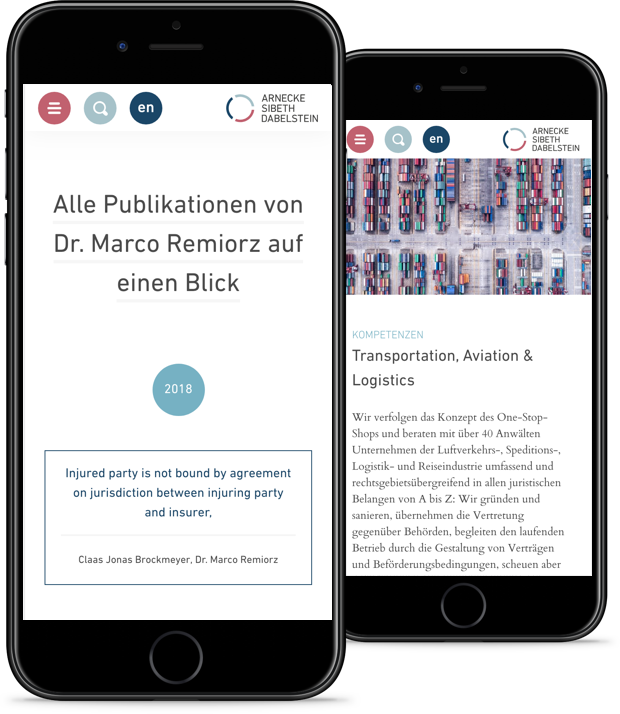 en
ARNECKE
SIBETH
DABELSTEIN
Alle Publikationen von
Dr. Marco Remiorz auf
einen Blick
2018
Injured party is not bound by agreement
on jurisdiction between injuring party
and insurer,
Claas Jonas Brockmeyer, Dr. Marco Remiorz
en
ARNECKE
SIBETH
DABELSTEIN
KOMPETENZEN
Transportation, Aviation &
Logistics
Wir verfolgen das Konzept des One-Stop-
Shops und beraten mit über 40 Anwälten
Unternehmen der Luftverkehrs-, Speditions-,
Logistik- und Reiseindustrie umfassend und
rechtsgebietsübergreifend in allen juristischen
Belangen von A bis Z: Wir gründen und
sanieren, übernehmen die Vertretung
gegenüber Behörden, begleiten den laufenden
Betrieb durch die Gestaltung von Verträgen
und Beförderungsbedingungen, scheuen aber